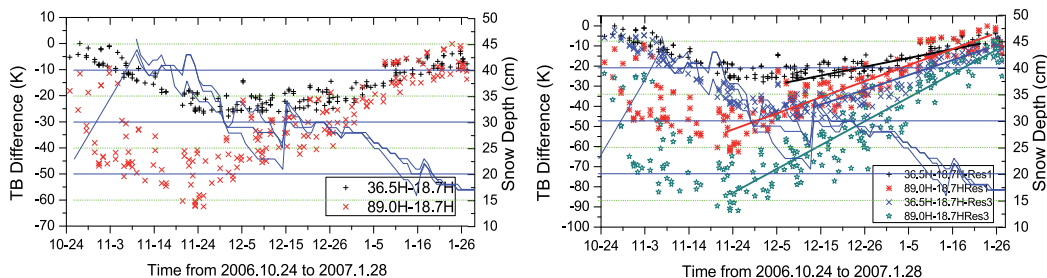 TB Difference (K)
10
0
-10
-20
-30
-40
-50
-60
-70
50
45
40
35
30
25
20
15
10
Snow Depth (cm)
36.5H-18.7H
89.0H-18.7H
10-24 11-3 11-14 11-24 12-5 12-15 12-26 1-5 1-16 1-26
Time from 2006.10.24 to 2007.1.28
TB Difference (K)
0
-10
-20
-30
-40
-50
-60
-70
-80
-90
-100
50
45
40
35
30
25
20
15
10
Snow Depth (cm)
36.5H-18.7H-Res1
89.0H-18.7HRes1
36.5H-18.7H-Res3
89.0H-18.7HRes3
10-24 11-3 11-14 11-24 12-5 12-15 12-26 1-5 1-16 1-26
Time from 2006.10.24 to 2007.1.28